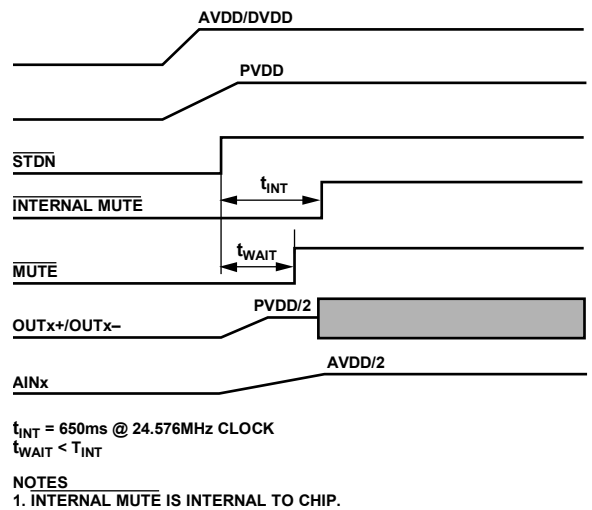 AVDD/DVDD
PVDD
STDN
tINT
INTERNAL MUTE
tWAIT
MUTE
PVDD/2
OUTx+/OUTx–
AVDD/2
AINx
tINT = 650ms @ 24.576MHz CLOCK
tWAIT < TINT
NOTES
1. INTERNAL MUTE IS INTERNAL TO CHIP.